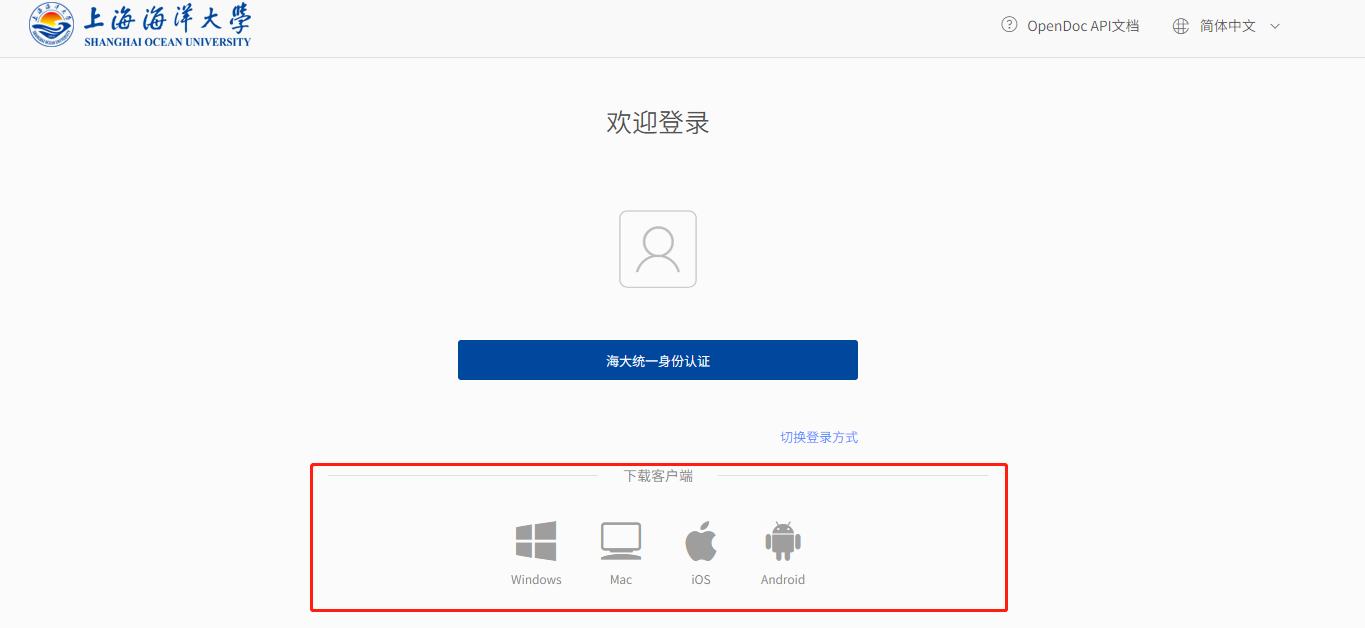 上海海洋大學
SHANGHAI OCEAN UNIVERSITY
OpenDoc API文档
简体中文
欢迎登录
海大统一身份认证
切换登录方式
下载客户端
Windows
Mac
iOS
Android